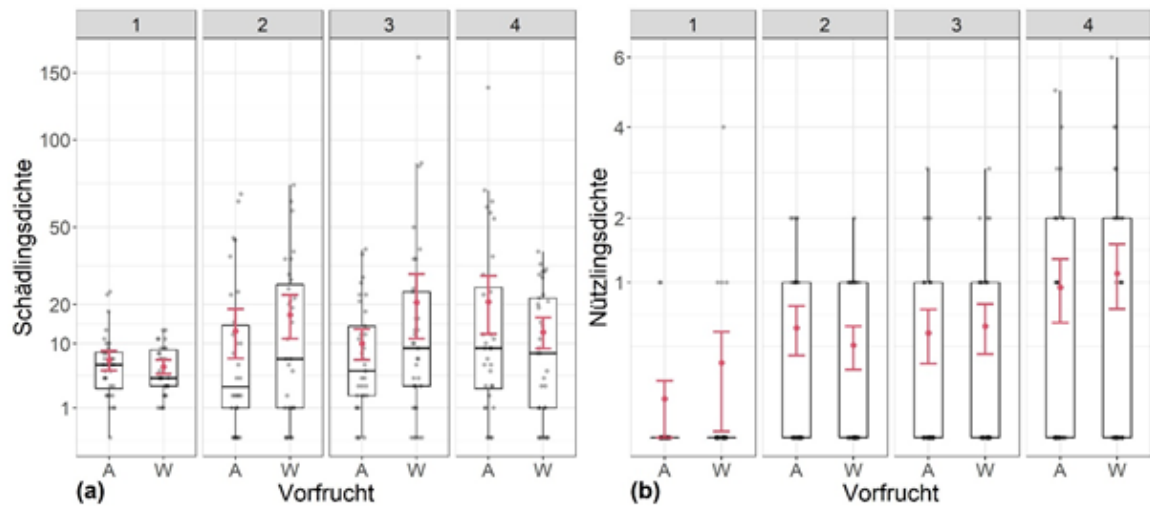 1 2 3 4
Schädlingsdichte
150
100
50
20
10
1
A W A W A W A W
(a) Vorfrucht
1 2 3 4
Nützlingsdichte
6
4
2
1
A W A W A W A W
(b) Vorfrucht